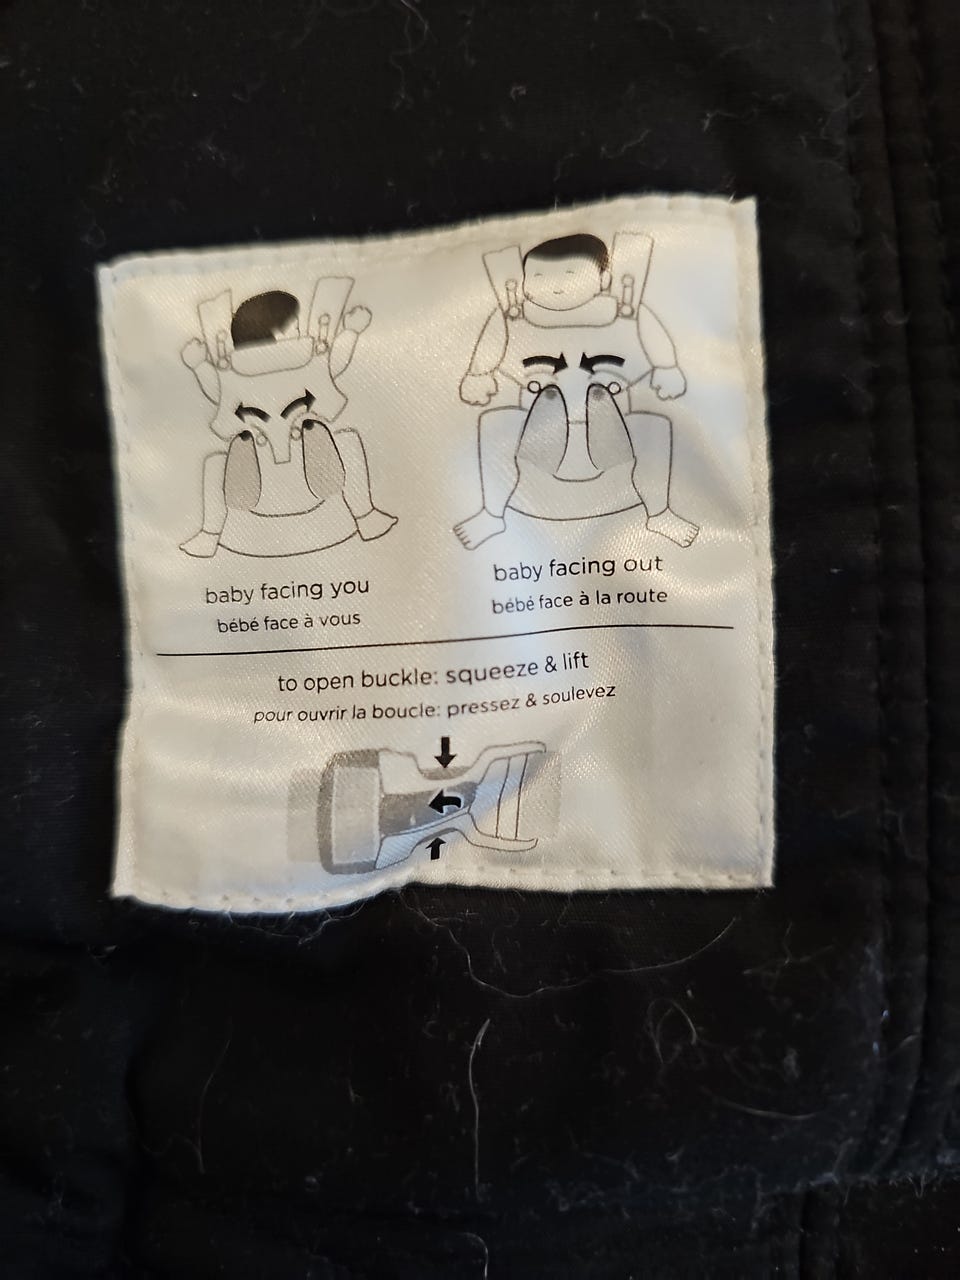 baby facing you
bébé face à vous
baby facing out
bébé face à la route
to open buckle: squeeze & lift
pour ouvrir la boucle: pressez & soulevez